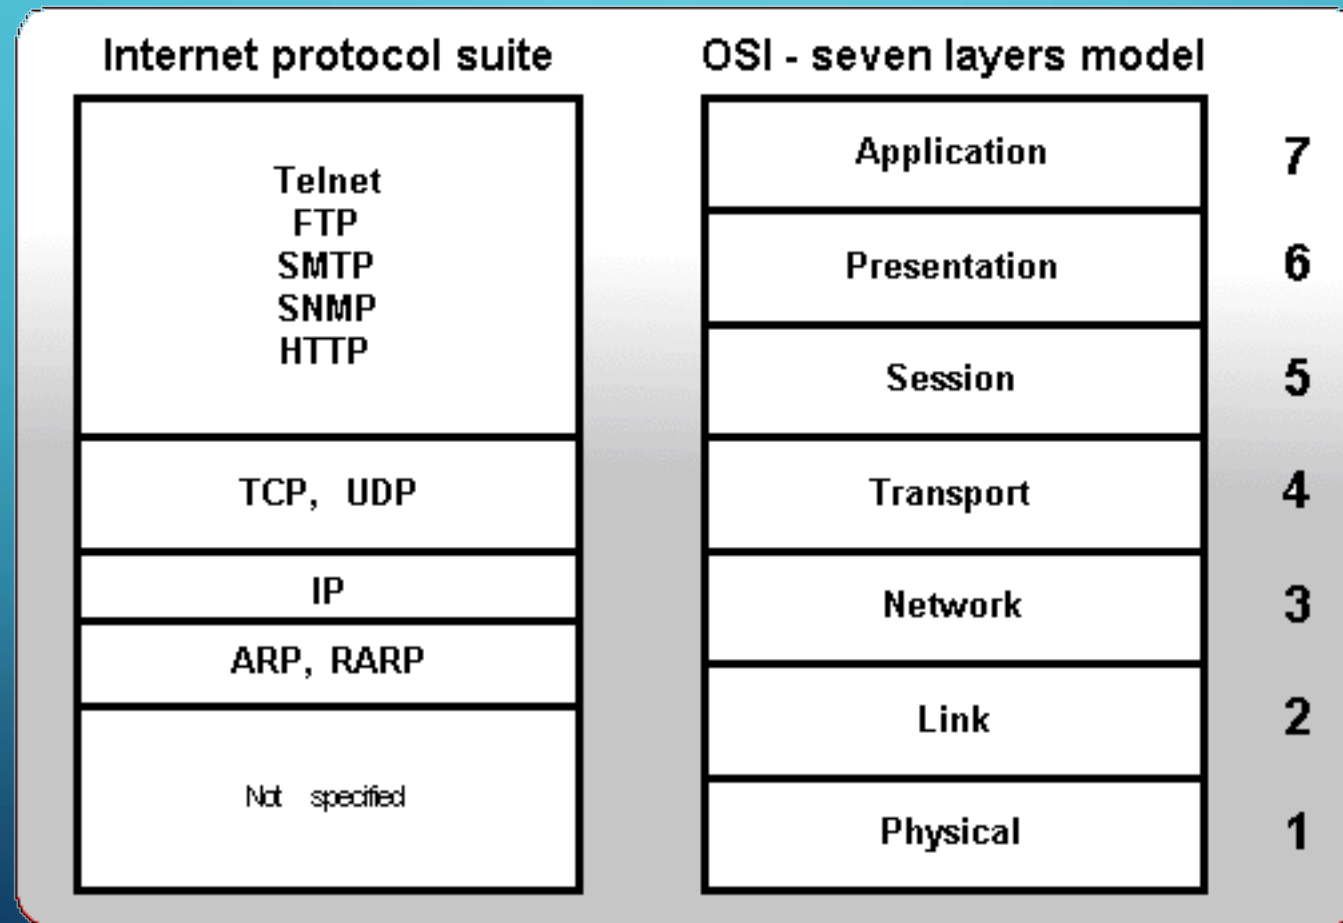 Internet protocol suite
Telnet
FTP
SMTP
SNMP
HTTP
TCP, UDP
IP
ARP, RARP
Not specified
OSI - seven layers model
Application 7
Presentation 6
Session 5
Transport 4
Network 3
Link 2
Physical 1